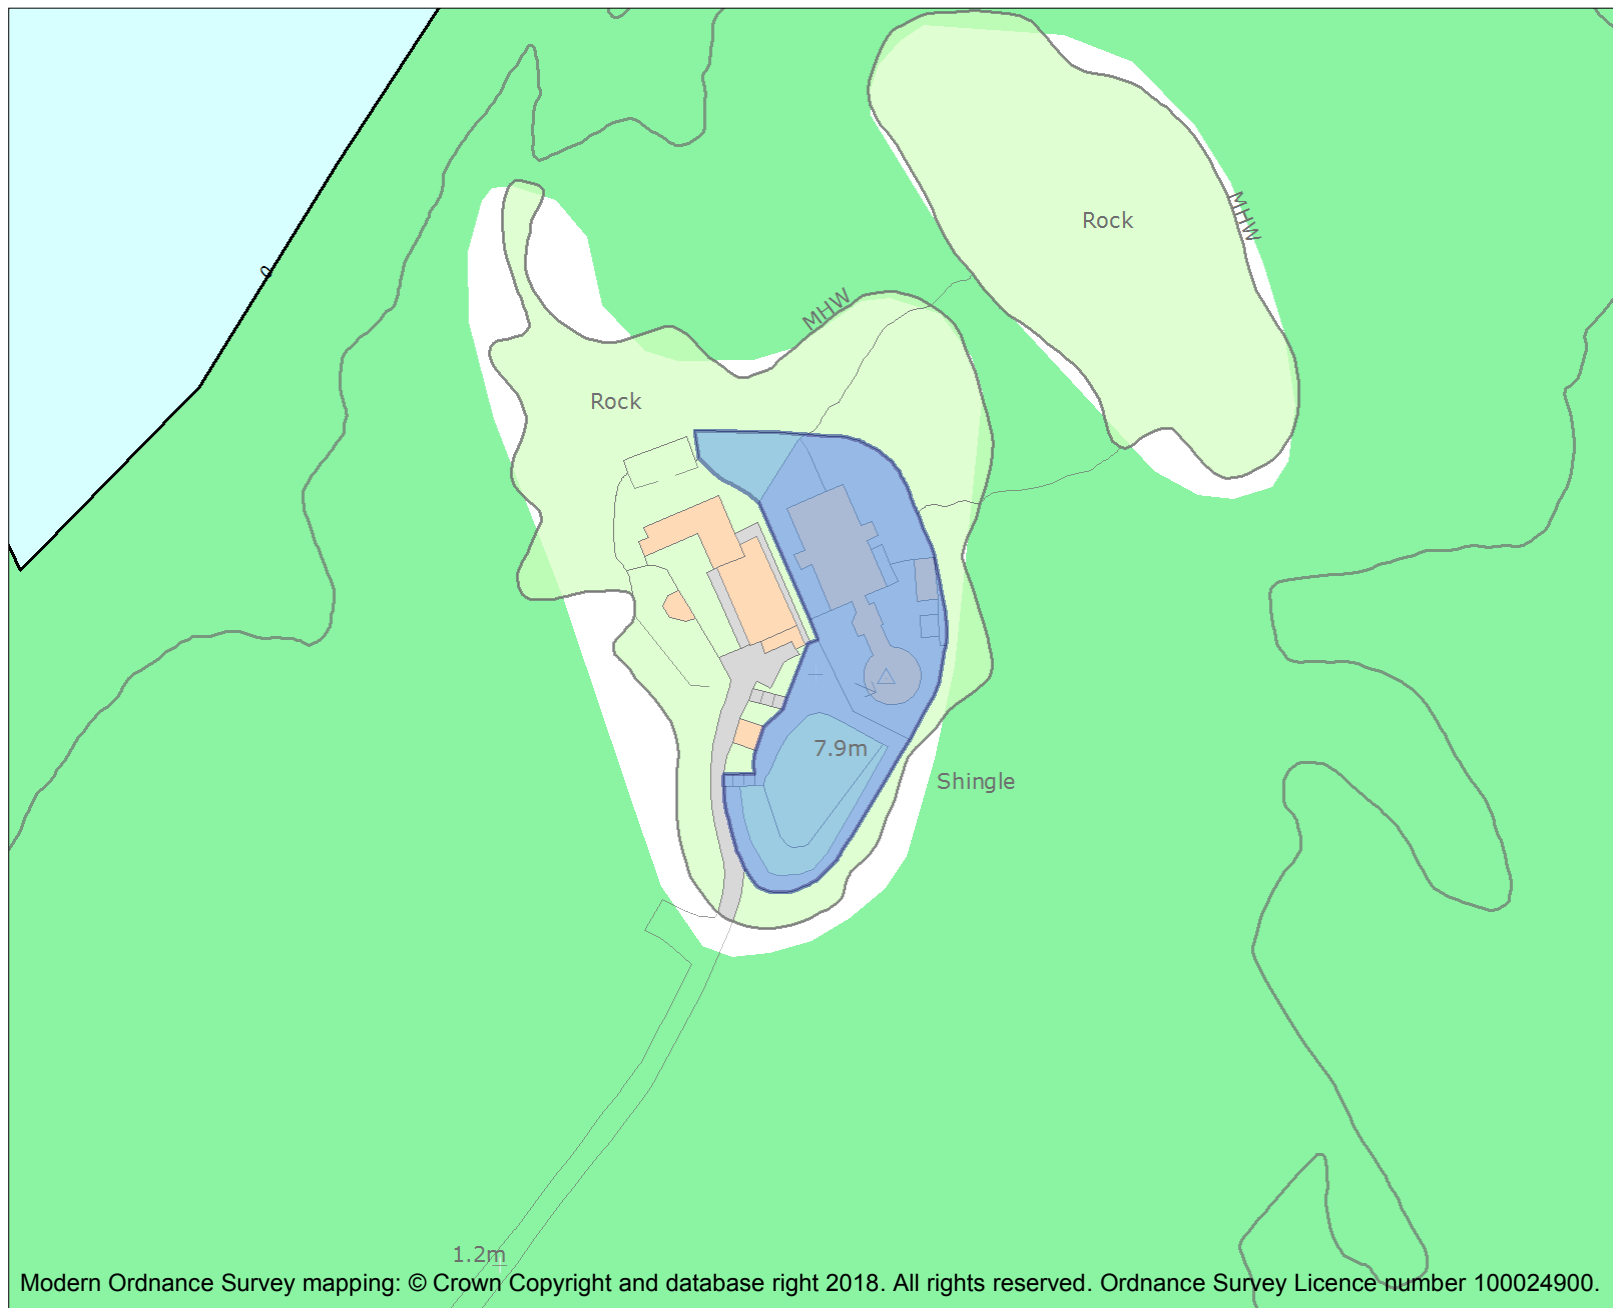 Rock
MHW
0
MHW
Rock
7.9m
Shingle
1.2m
Modern Ordnance Survey mapping: © Crown Copyright and database right 2018. All rights reserved. Ordnance Survey Licence number 100024900.